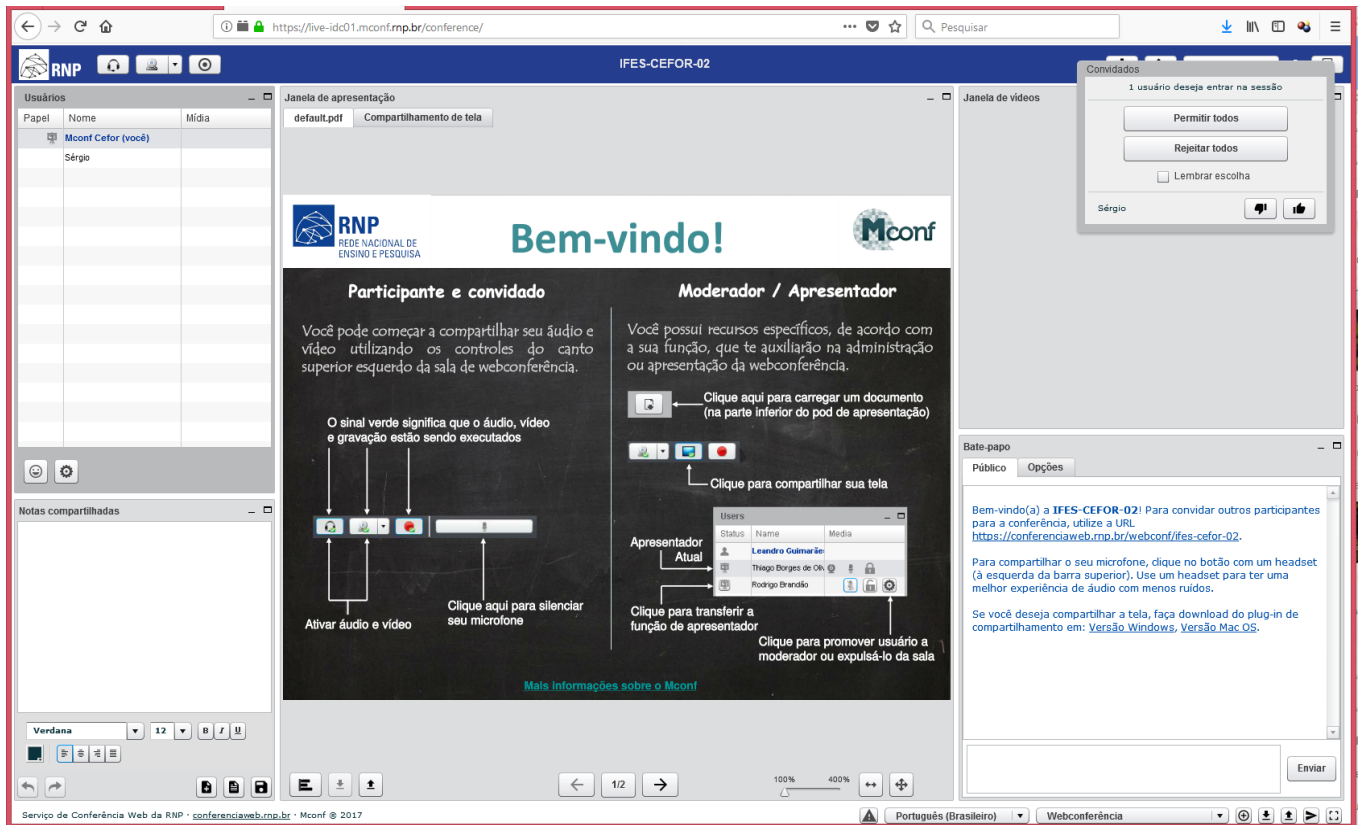 https://live-idc01.mconf.rnp.br/conference/
Pesquisar
RNP
IFES-CEFOR-02
Usuários
Papel Nome Mídia
Mconf Cefor (você)
Sérgio
Notas compartilhadas
Verdana 12 B I U
Janela de apresentação
default.pdf Compartilhamento de tela
RNP
REDE NACIONAL DE
ENSINO E PESQUISA
Bem-vindo!
Mconf
Participante e convidado
Você pode começar a compartilhar seu áudio e
vídeo utilizando os controles do canto
superior esquerdo da sala de webconferência.
O sinal verde significa que o áudio, vídeo
e gravação estão sendo executados
Ativar áudio e vídeo
Clique aqui para silenciar
seu microfone
Moderador / Apresentador
Você possui recursos específicos, de acordo com
a sua função, que te auxiliarão na administração
ou apresentação da webconferência.
Clique aqui para carregar um documento
(na parte inferior do pod de apresentação)
Clique para compartilhar sua tela
Users
Status Name Media
Leandro Guimarães
Thiago Borges de Oliv
Rodrigo Brandão
Apresentador
Atual
Clique para transferir a
função de apresentador
Clique para promover usuário a
moderador ou expulsá-lo da sala
Mais informações sobre o Mconf
1/2
100% 400%
Janela de vídeos
Convidados
1 usuário deseja entrar na sessão
Permitir todos
Rejeitar todos
Lembrar escolha
Sérgio
Bate-papo
Público Opções
Bem-vindo(a) a IFES-CEFOR-02! Para convidar outros participantes
para a conferência, utilize a URL
https://conferenciaweb.rnp.br/webconf/ifes-cefor-02.
Para compartilhar o seu microfone, clique no botão com um headset
(à esquerda da barra superior). Use um headset para ter uma
melhor experiência de áudio com menos ruídos.
Se você deseja compartilhar a tela, faça download do plug-in de
compartilhamento em: Versão Windows, Versão Mac OS.
Enviar
Serviço de Conferência Web da RNP · conferenciaweb.rnp.br · Mconf © 2017
Português (Brasileiro)
Webconferência